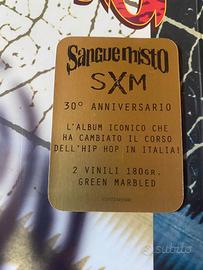 Sangue misto
SXM
30° ANNIVERSARIO
L'ALBUM ICONICO CHE
HA CAMBIATO IL CORSO
DELL'HIP HOP IN ITALIA!
2 VINILI 180GR.
GREEN MARBLED
subito